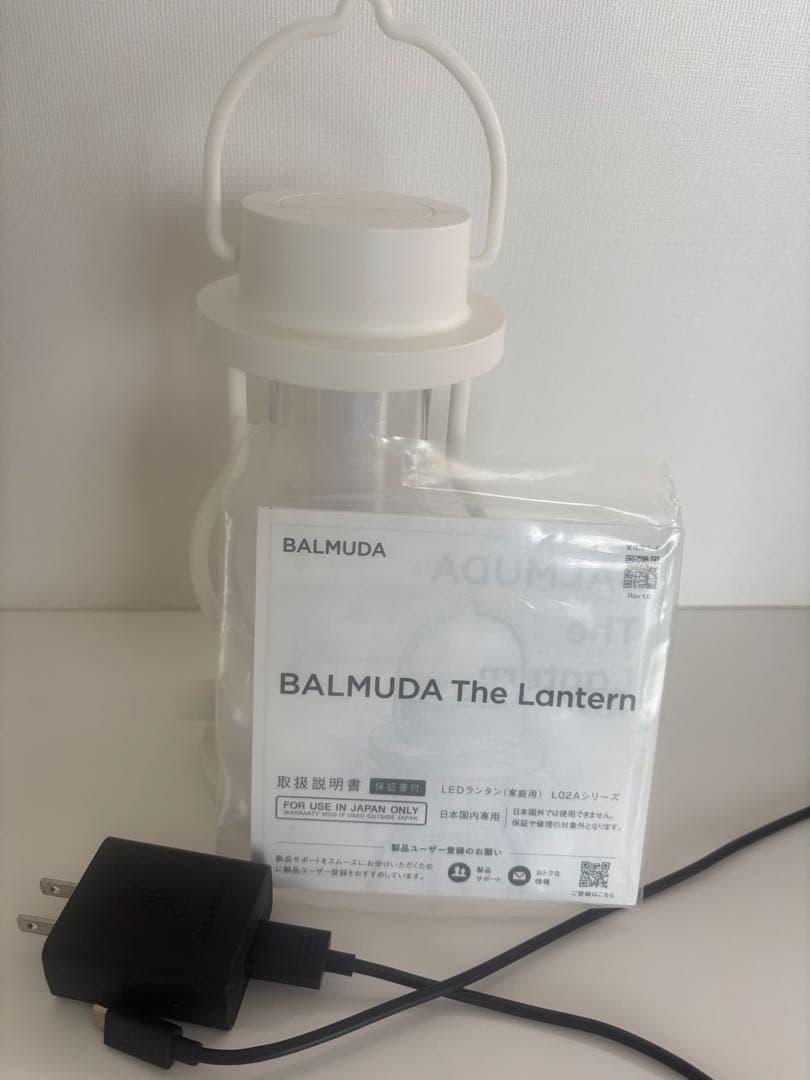 BALMUDA
Rev 1.0
BALMUDA
The
Lantern
BALMUDA The Lantern
取扱説明書 保証書付
LEDランタン(家庭用) L02Aシリーズ
FOR USE IN JAPAN ONLY
WARRANTY VOID IF USED OUTSIDE JAPAN
日本国内専用
日本国外では使用できません。
保証や修理の対象外となります。
製品ユーザー登録のお願い
製品サポートをスムーズにお受けいただくため
に製品ユーザー登録をおすすめしています。
製品
サポート
おトクな
情報
ご登録はこちら